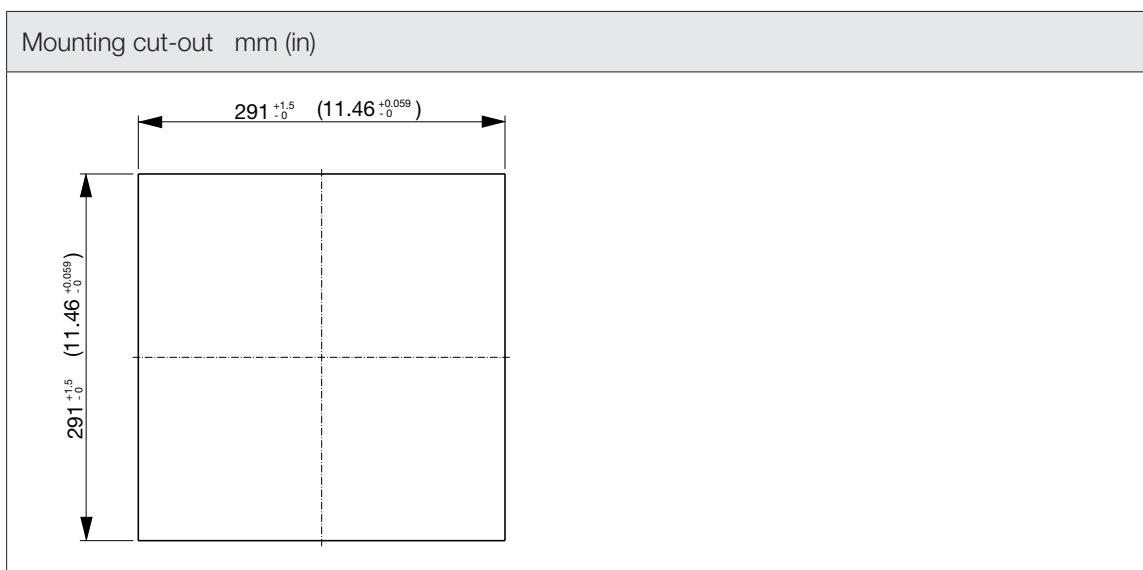 Mounting cut-out mm (in)
291 +1.5 - 0 (11.46 +0.059 - 0 )
291 +1.5 - 0 (11.46 +0.059 - 0 )